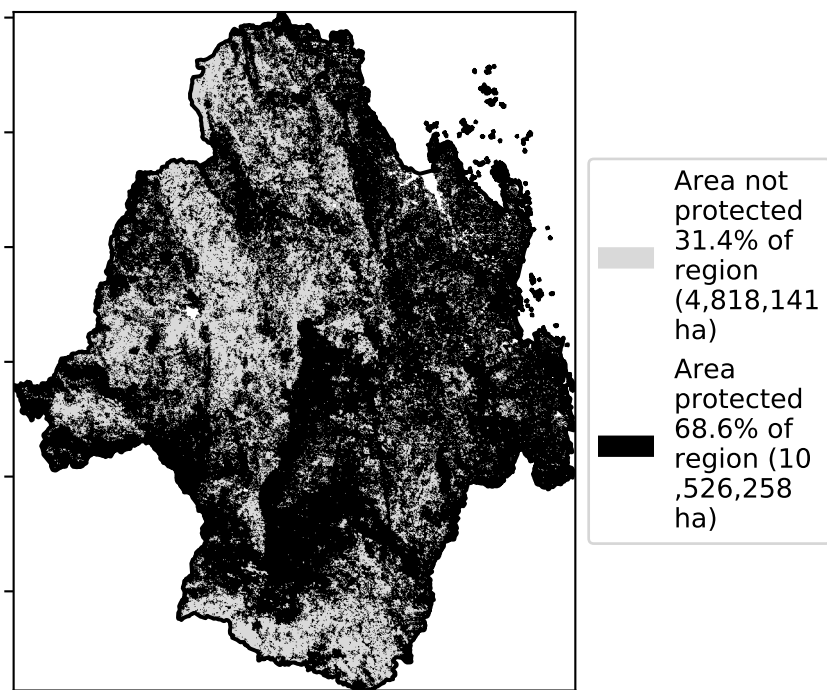 Area not
protected
31.4% of
region
(4,818,141
ha)
Area
protected
68.6% of
region (10
,526,258
ha)